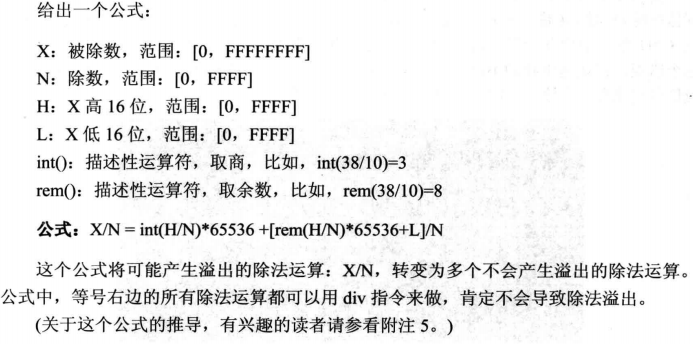 给出一个公式：
X：被除数，范围：[0，FFFFFFFF]
N：除数，范围：[0，FFFF]
H：X 高 16 位，范围：[0，FFFF]
L：X 低 16 位，范围：[0，FFFF]
int()：描述性运算符，取商，比如，int(38/10)=3
rem()：描述性运算符，取余数，比如，rem(38/10)=8
公式：X/N = int(H/N)*65536 +[rem(H/N)*65536+L]/N
这个公式将可能产生溢出的除法运算：X/N，转变为多个不会产生溢出的除法运算。
公式中，等号右边的所有除法运算都可以用 div 指令来做，肯定不会导致除法溢出。
(关于这个公式的推导，有兴趣的读者请参看附注 5。)